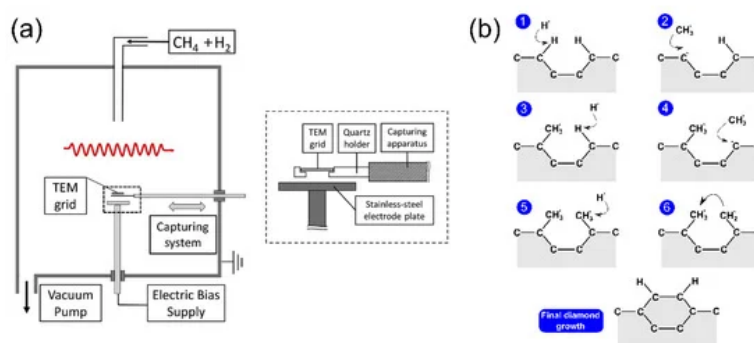 (a)
CH4 + H2
TEM
grid
Capturing
system
Vacuum
Pump
Electric Bias
Supply
TEM
grid
Quartz
holder
Capturing
apparatus
Stainless-steel
electrode plate
(b)
1
H·
H
H
C
C
C
C
C
C
2
CH3
H
C
C
C
C
C
C
3
CH3
H·
H
C
C
C
C
C
C
4
CH3
CH3
C
C
C
C
C
C
5
CH3
CH3
H·
C
C
C
C
C
C
6
CH3
CH2
C
C
C
C
C
C
Final diamond
growth
H
H
C
C
C
C
C
C
C
C